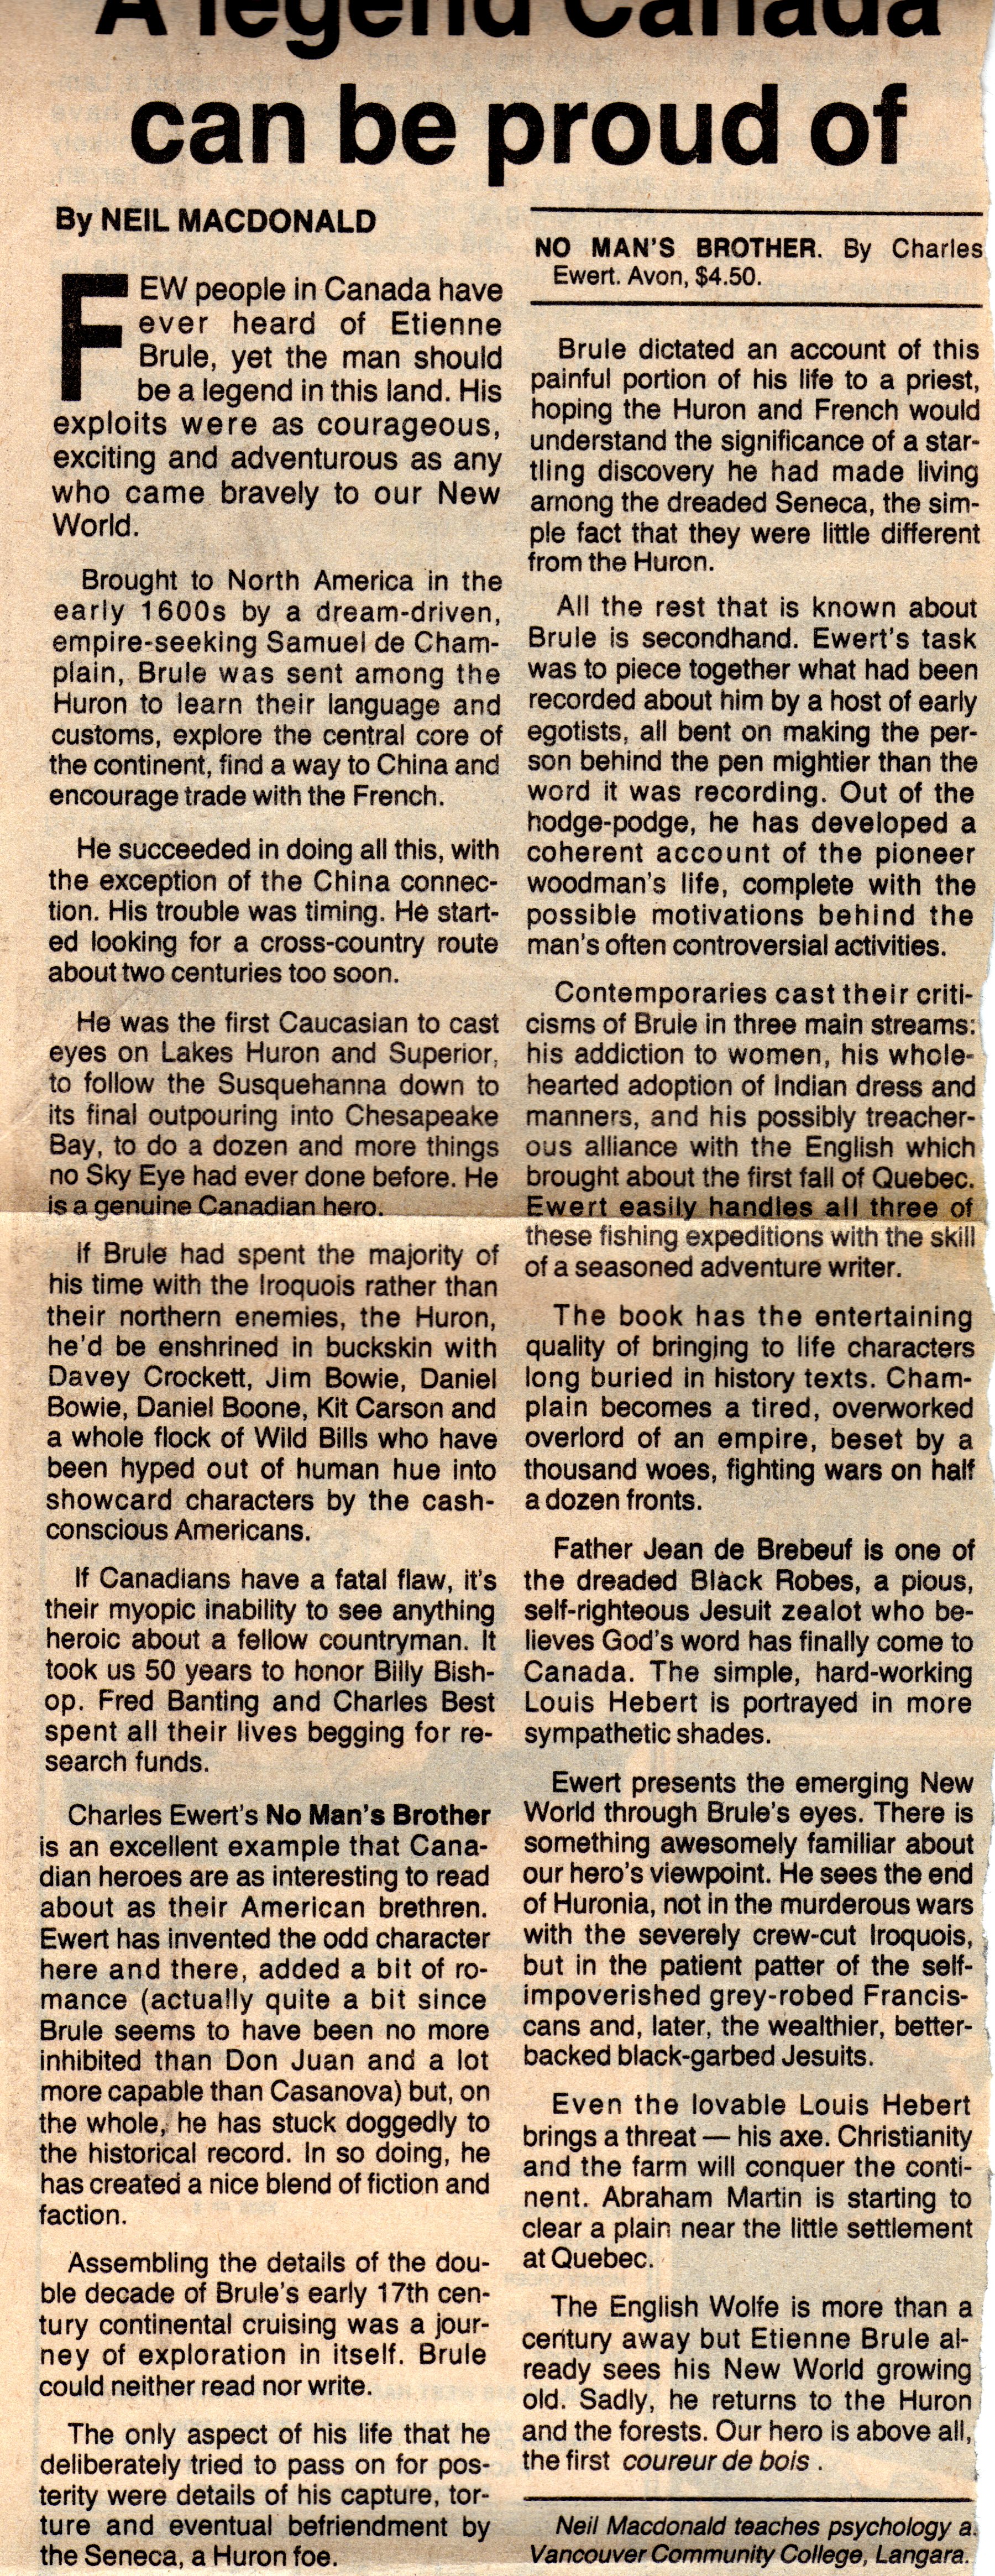 A legend Canada
can be proud of
By NEIL MACDONALD
FEW people in Canada have
ever heard of Etienne
Brule, yet the man should
be a legend in this land. His
exploits were as courageous,
exciting and adventurous as any
who came bravely to our New
World.
Brought to North America in the
early 1600s by a dream-driven,
empire-seeking Samuel de Cham-
plain, Brule was sent among the
Huron to learn their language and
customs, explore the central core of
the continent, find a way to China and
encourage trade with the French.
He succeeded in doing all this, with
the exception of the China connec-
tion. His trouble was timing. He start-
ed looking for a cross-country route
about two centuries too soon.
He was the first Caucasian to cast
eyes on Lakes Huron and Superior,
to follow the Susquehanna down to
its final outpouring into Chesapeake
Bay, to do a dozen and more things
no Sky Eye had ever done before. He
is a genuine Canadian hero.
If Brule had spent the majority of
his time with the Iroquois rather than
their northern enemies, the Huron,
he'd be enshrined in buckskin with
Davey Crockett, Jim Bowie, Daniel
Bowie, Daniel Boone, Kit Carson and
a whole flock of Wild Bills who have
been hyped out of human hue into
showcard characters by the cash-
conscious Americans.
If Canadians have a fatal flaw, it's
their myopic inability to see anything
heroic about a fellow countryman. It
took us 50 years to honor Billy Bish-
op. Fred Banting and Charles Best
spent all their lives begging for re-
search funds.
Charles Ewert's No Man's Brother
is an excellent example that Cana-
dian heroes are as interesting to read
about as their American brethren.
Ewert has invented the odd character
here and there, added a bit of ro-
mance (actually quite a bit since
Brule seems to have been no more
inhibited than Don Juan and a lot
more capable than Casanova) but, on
the whole, he has stuck doggedly to
the historical record. In so doing, he
has created a nice blend of fiction and
faction.
Assembling the details of the dou-
ble decade of Brule's early 17th cen-
tury continental cruising was a jour-
ney of exploration in itself. Brule
could neither read nor write.
The only aspect of his life that he
deliberately tried to pass on for pos-
terity were details of his capture, tor-
ture and eventual befriendment by
the Seneca, a Huron foe.
NO MAN'S BROTHER. By Charles
Ewert. Avon, $4.50.
Brule dictated an account of this
painful portion of his life to a priest,
hoping the Huron and French would
understand the significance of a star-
tling discovery he had made living
among the dreaded Seneca, the sim-
ple fact that they were little different
from the Huron.
All the rest that is known about
Brule is secondhand. Ewert's task
was to piece together what had been
recorded about him by a host of early
egotists, all bent on making the per-
son behind the pen mightier than the
word it was recording. Out of the
hodge-podge, he has developed a
coherent account of the pioneer
woodman's life, complete with the
possible motivations behind the
man's often controversial activities.
Contemporaries cast their criti-
cisms of Brule in three main streams:
his addiction to women, his whole-
hearted adoption of Indian dress and
manners, and his possibly treacher-
ous alliance with the English which
brought about the first fall of Quebec.
Ewert easily handles all three of
these fishing expeditions with the skill
of a seasoned adventure writer.
The book has the entertaining
quality of bringing to life characters
long buried in history texts. Cham-
plain becomes a tired, overworked
overlord of an empire, beset by a
thousand woes, fighting wars on half
a dozen fronts.
Father Jean de Brebeuf is one of
the dreaded Black Robes, a pious,
self-righteous Jesuit zealot who be-
lieves God's word has finally come to
Canada. The simple, hard-working
Louis Hebert is portrayed in more
sympathetic shades.
Ewert presents the emerging New
World through Brule's eyes. There is
something awesomely familiar about
our hero's viewpoint. He sees the end
of Huronia, not in the murderous wars
with the severely crew-cut Iroquois,
but in the patient patter of the self-
impoverished grey-robed Francis-
cans and, later, the wealthier, better-
backed black-garbed Jesuits.
Even the lovable Louis Hebert
brings a threat — his axe. Christianity
and the farm will conquer the conti-
nent. Abraham Martin is starting to
clear a plain near the little settlement
at Quebec.
The English Wolfe is more than a
century away but Etienne Brule al-
ready sees his New World growing
old. Sadly, he returns to the Huron
and the forests. Our hero is above all,
the first coureur de bois .
Neil Macdonald teaches psychology a
Vancouver Community College, Langara.